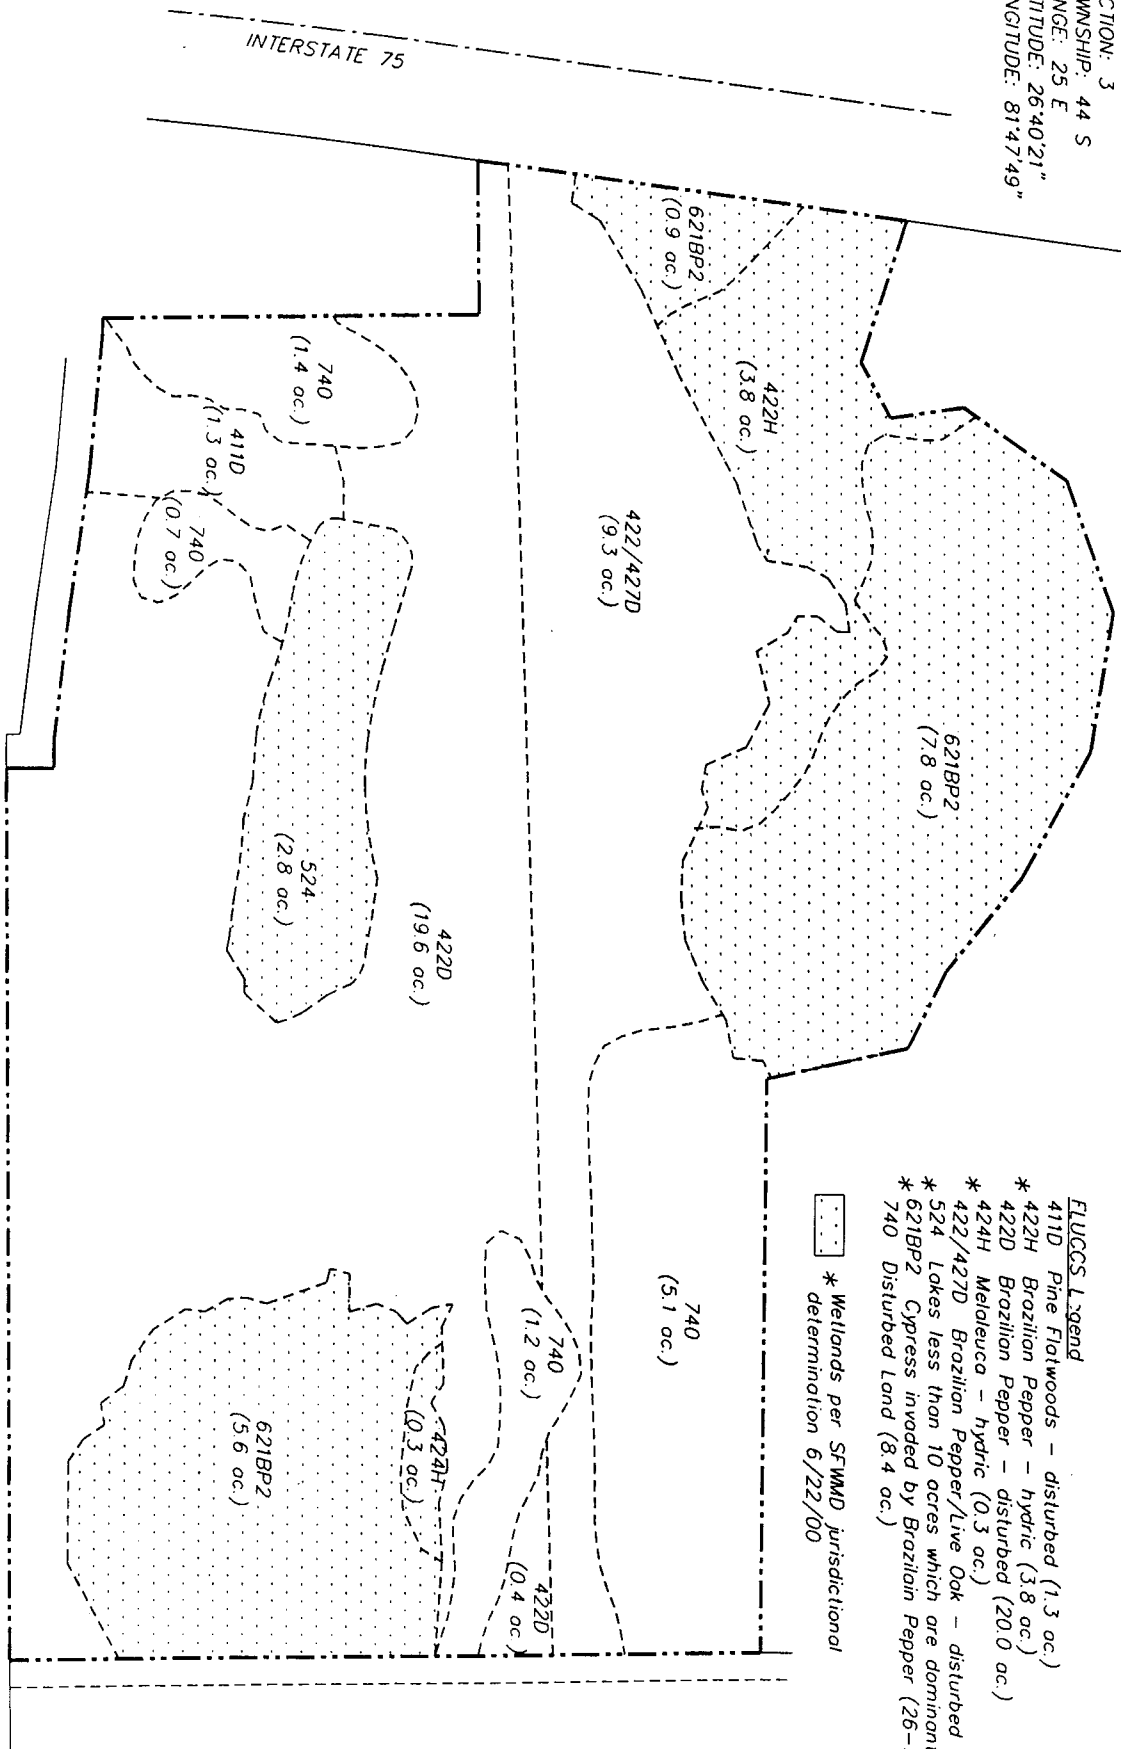 CTION: 3
WNSHIP: 44 S
NGE: 25 E
TITUDE: 26°40'21"
NGITUDE: 81°47'49"
INTERSTATE 75
621BP2
(0.9 ac.)
422H
(3.8 ac.)
621BP2
(7.8 ac.)
422/427D
(9.3 ac.)
740
(1.4 ac.)
411D
(1.3 ac.)
740
(0.7 ac.)
524
(2.8 ac.)
422D
(19.6 ac.)
740
(5.1 ac.)
740
(1.2 ac.)
422D
(0.4 ac.)
424H
(0.3 ac.)
621BP2
(5.6 ac.)
FLUCCS Legend
411D Pine Flatwoods - disturbed (1.3 ac.)
* 422H Brazilian Pepper - hydric (3.8 ac.)
422D Brazilian Pepper - disturbed (20.0 ac.)
* 424H Melaleuca - hydric (0.3 ac.)
422/427D Brazilian Pepper/Live Oak - disturbed
* 524 Lakes less than 10 acres which are dominant
* 621BP2 Cypress invaded by Brazilain Pepper (26-
740 Disturbed Land (8.4 ac.)
* Wetlands per SFWMD jurisdictional
determination 6/22/00